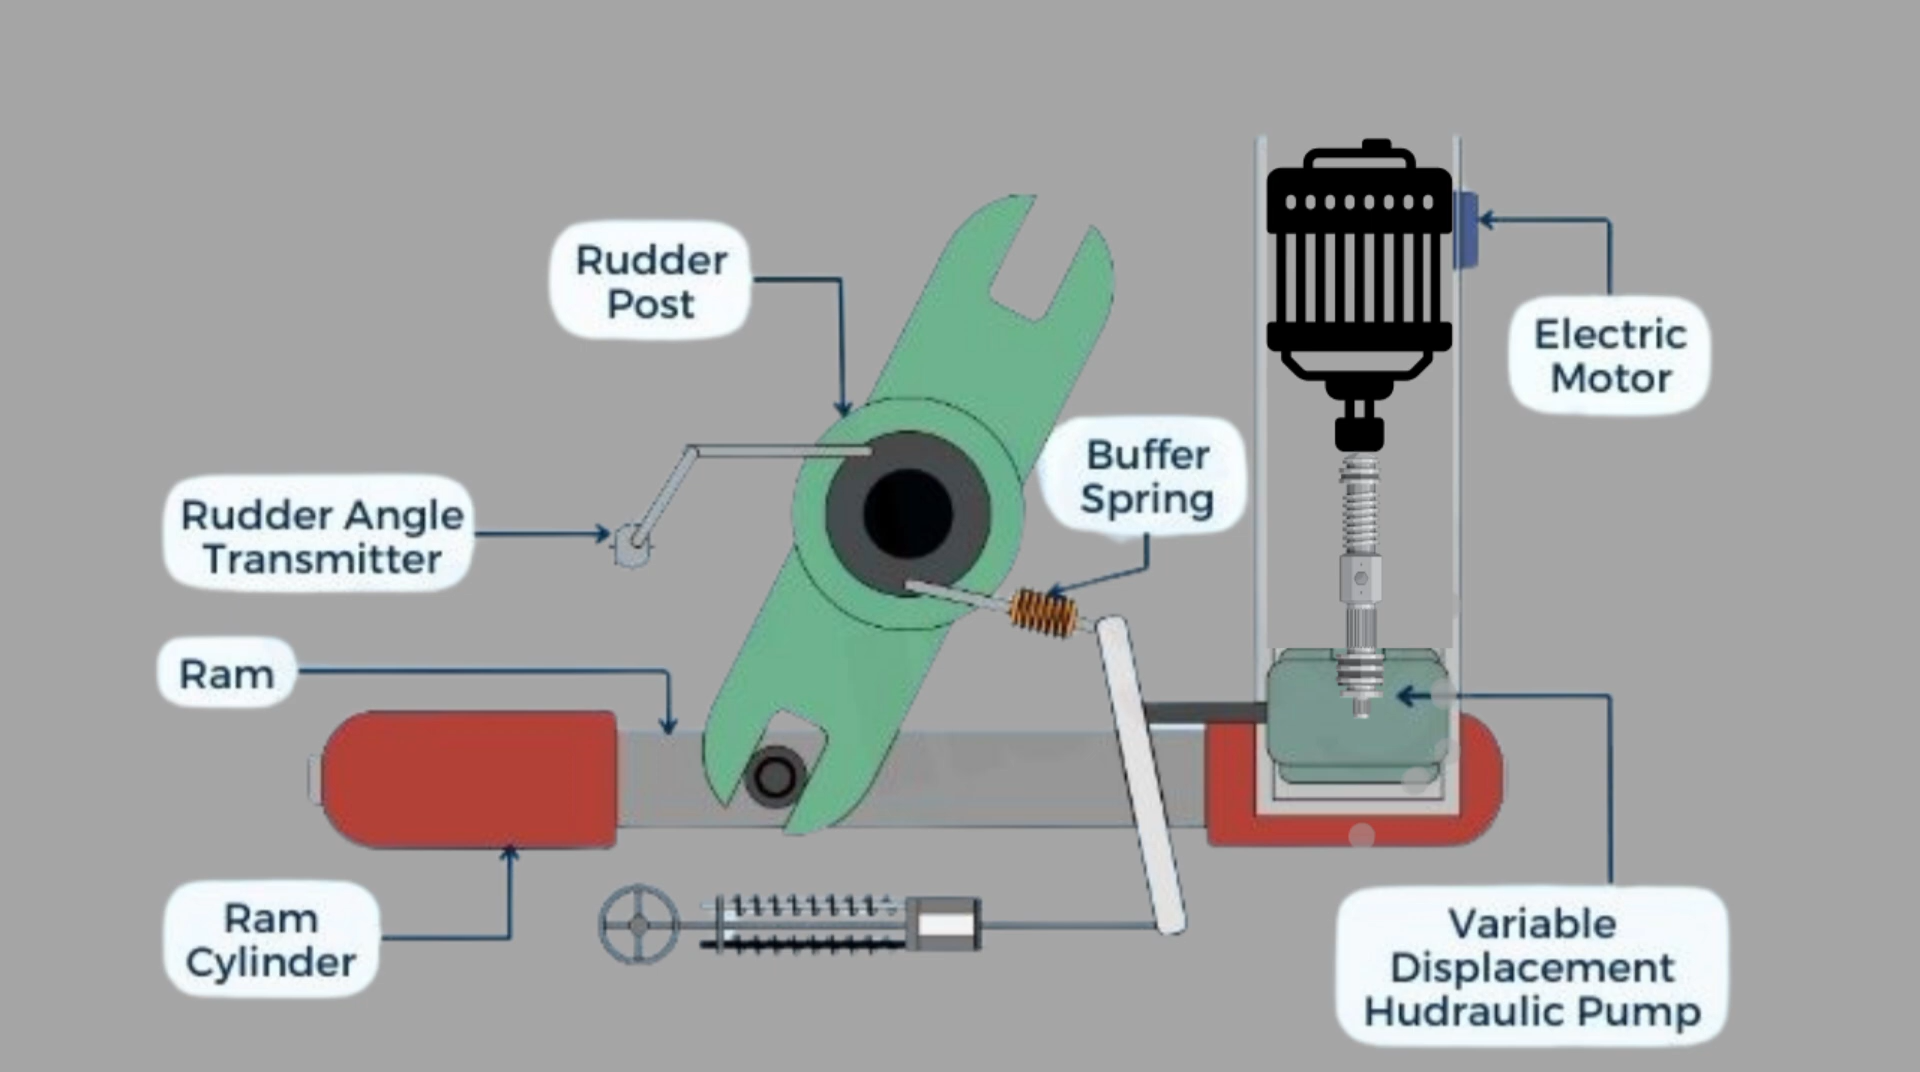 Rudder
Post
Electric
Motor
Buffer
Spring
Rudder Angle
Transmitter
Ram
Ram
Cylinder
Variable
Displacement
Hudraulic Pump